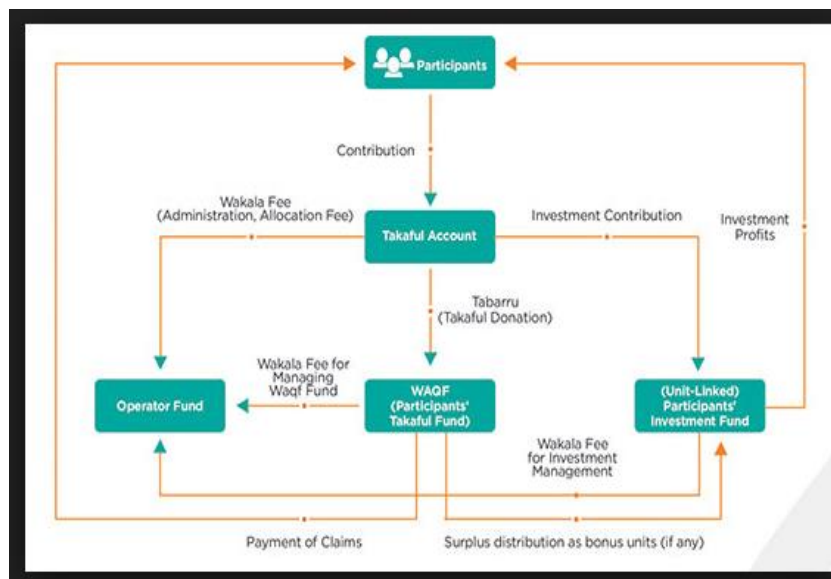 Participants
Contribution
Wakala Fee
(Administration, Allocation Fee)
Takaful Account
Investment Contribution
Investment
Profits
Tabarru
(Takaful Donation)
Operator Fund
Wakala Fee for
Managing
Waqf Fund
WAQF
(Participants'
Takaful Fund)
(Unit-Linked)
Participants'
Investment Fund
Wakala Fee
for Investment
Management
Payment of Claims
Surplus distribution as bonus units (if any)